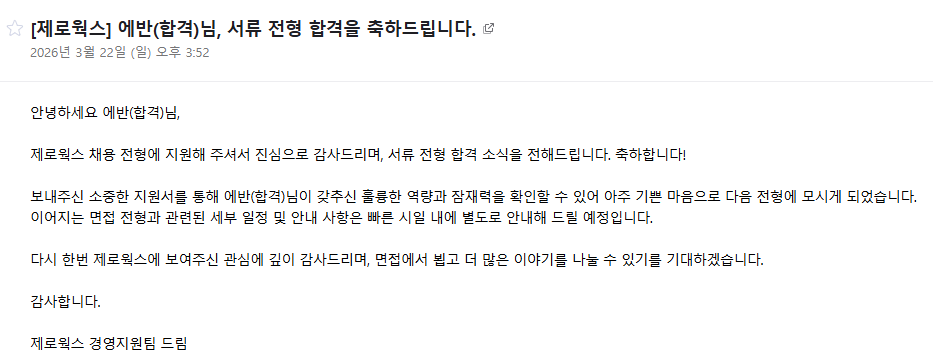 [제로웍스] 에반(합격)님, 서류 전형 합격을 축하드립니다.
2026년 3월 22일 (일) 오후 3:52
안녕하세요 에반(합격)님,
제로웍스 채용 전형에 지원해 주셔서 진심으로 감사드리며, 서류 전형 합격 소식을 전해드립니다. 축하합니다!
보내주신 소중한 지원서를 통해 에반(합격)님이 갖추신 훌륭한 역량과 잠재력을 확인할 수 있어 아주 기쁜 마음으로 다음 전형에 모시게 되었습니다.
이어지는 면접 전형과 관련된 세부 일정 및 안내 사항은 빠른 시일 내에 별도로 안내해 드릴 예정입니다.
다시 한번 제로웍스에 보여주신 관심에 깊이 감사드리며, 면접에서 뵙고 더 많은 이야기를 나눌 수 있기를 기대하겠습니다.
감사합니다.
제로웍스 경영지원팀 드림